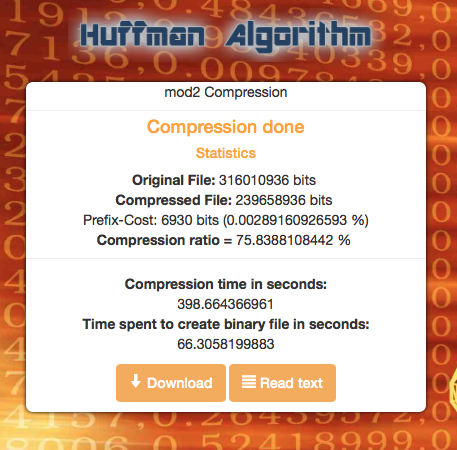 Huffman Algorithm
mod2 Compression
Compression done
Statistics
Original File: 316010936 bits
Compressed File: 239658936 bits
Prefix-Cost: 6930 bits (0.00289160926593 %)
Compression ratio = 75.8388108442 %
Compression time in seconds:
398.664366961
Time spent to create binary file in seconds:
66.3058199883
Download Read text